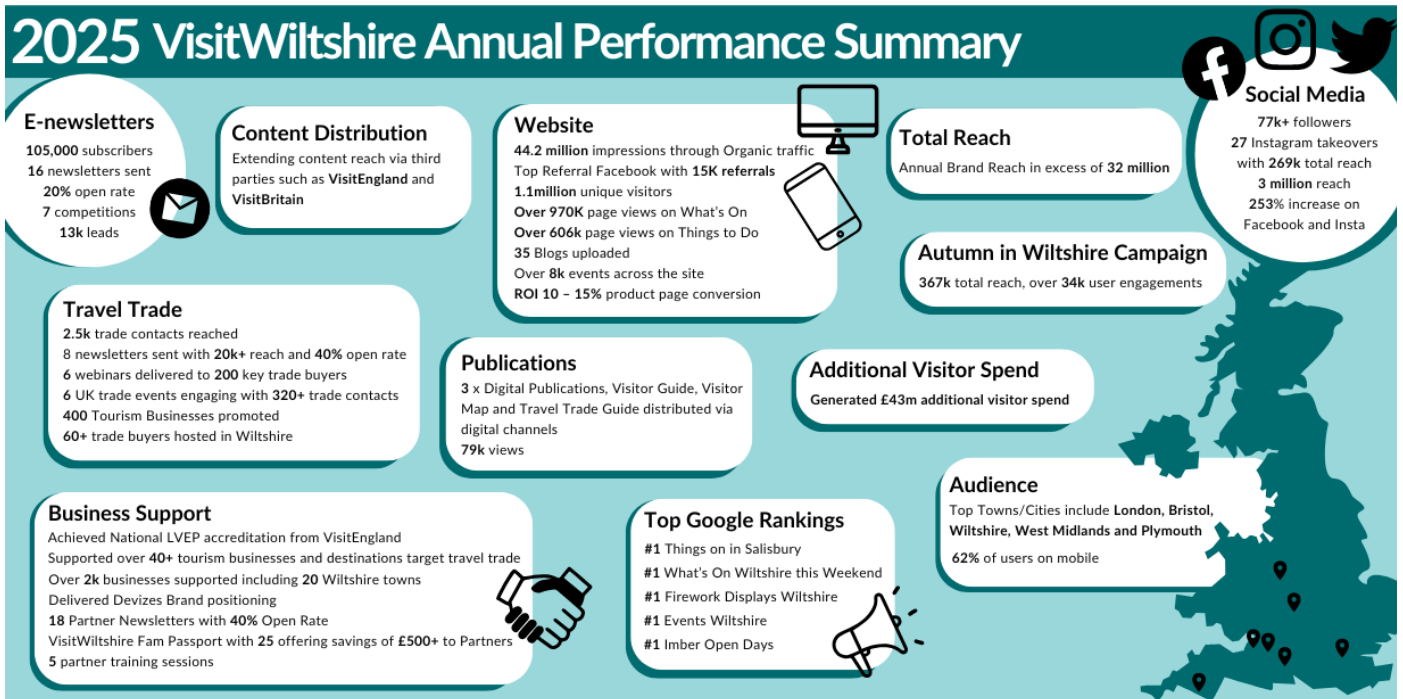 2025 VisitWiltshire Annual Performance Summary
E-newsletters
105,000 subscribers
16 newsletters sent
20% open rate
7 competitions
13k leads
Content Distribution
Extending content reach via third
parties such as VisitEngland and
VisitBritain
Website
44.2 million impressions through Organic traffic
Top Referral Facebook with 15K referrals
1.1million unique visitors
Over 970K page views on What's On
Over 606k page views on Things to Do
35 Blogs uploaded
Over 8k events across the site
ROI 10 – 15% product page conversion
Total Reach
Annual Brand Reach in excess of 32 million
Social Media
77k+ followers
27 Instagram takeovers
with 269k total reach
3 million reach
253% increase on
Facebook and Insta
Autumn in Wiltshire Campaign
367k total reach, over 34k user engagements
Travel Trade
2.5k trade contacts reached
8 newsletters sent with 20k+ reach and 40% open rate
6 webinars delivered to 200 key trade buyers
6 UK trade events engaging with 320+ trade contacts
400 Tourism Businesses promoted
60+ trade buyers hosted in Wiltshire
Publications
3 x Digital Publications, Visitor Guide, Visitor
Map and Travel Trade Guide distributed via
digital channels
79k views
Additional Visitor Spend
Generated £43m additional visitor spend
Audience
Top Towns/Cities include London, Bristol,
Wiltshire, West Midlands and Plymouth
62% of users on mobile
Business Support
Achieved National LVEP accreditation from VisitEngland
Supported over 40+ tourism businesses and destinations target travel trade
Over 2k businesses supported including 20 Wiltshire towns
Delivered Devizes Brand positioning
18 Partner Newsletters with 40% Open Rate
VisitWiltshire Fam Passport with 25 offering savings of £500+ to Partners
5 partner training sessions
Top Google Rankings
#1 Things on in Salisbury
#1 What's On Wiltshire this Weekend
#1 Firework Displays Wiltshire
#1 Events Wiltshire
#1 Imber Open Days